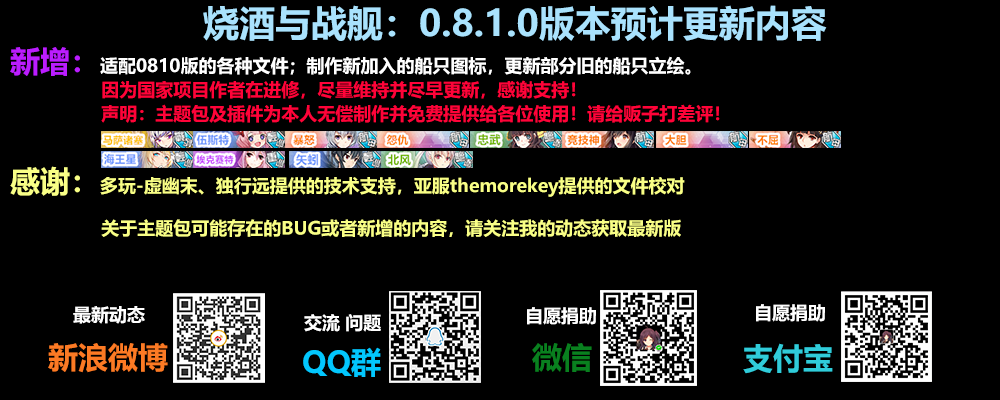 烧酒与战舰：0.8.1.0版本预计更新内容
新增：
适配0810版的各种文件；制作新加入的船只图标，更新部分旧的船只立绘。
因为国家项目作者在进修，尽量维持并尽早更新，感谢支持！
声明：主题包及插件为本人无偿制作并免费提供给各位使用！请给贩子打差评！
马萨诸塞 伍斯特 暴怒 怨仇 忠武 竞技神 大胆 不屈
海王星 埃克赛特 矢蚓 北风
感谢：
多玩-虚幽末、独行远提供的技术支持，亚服themorekey提供的文件校对
关于主题包可能存在的BUG或者新增的内容，请关注我的动态获取最新版
最新动态
新浪微博
交流 问题
QQ群
自愿捐助
微信
自愿捐助
支付宝